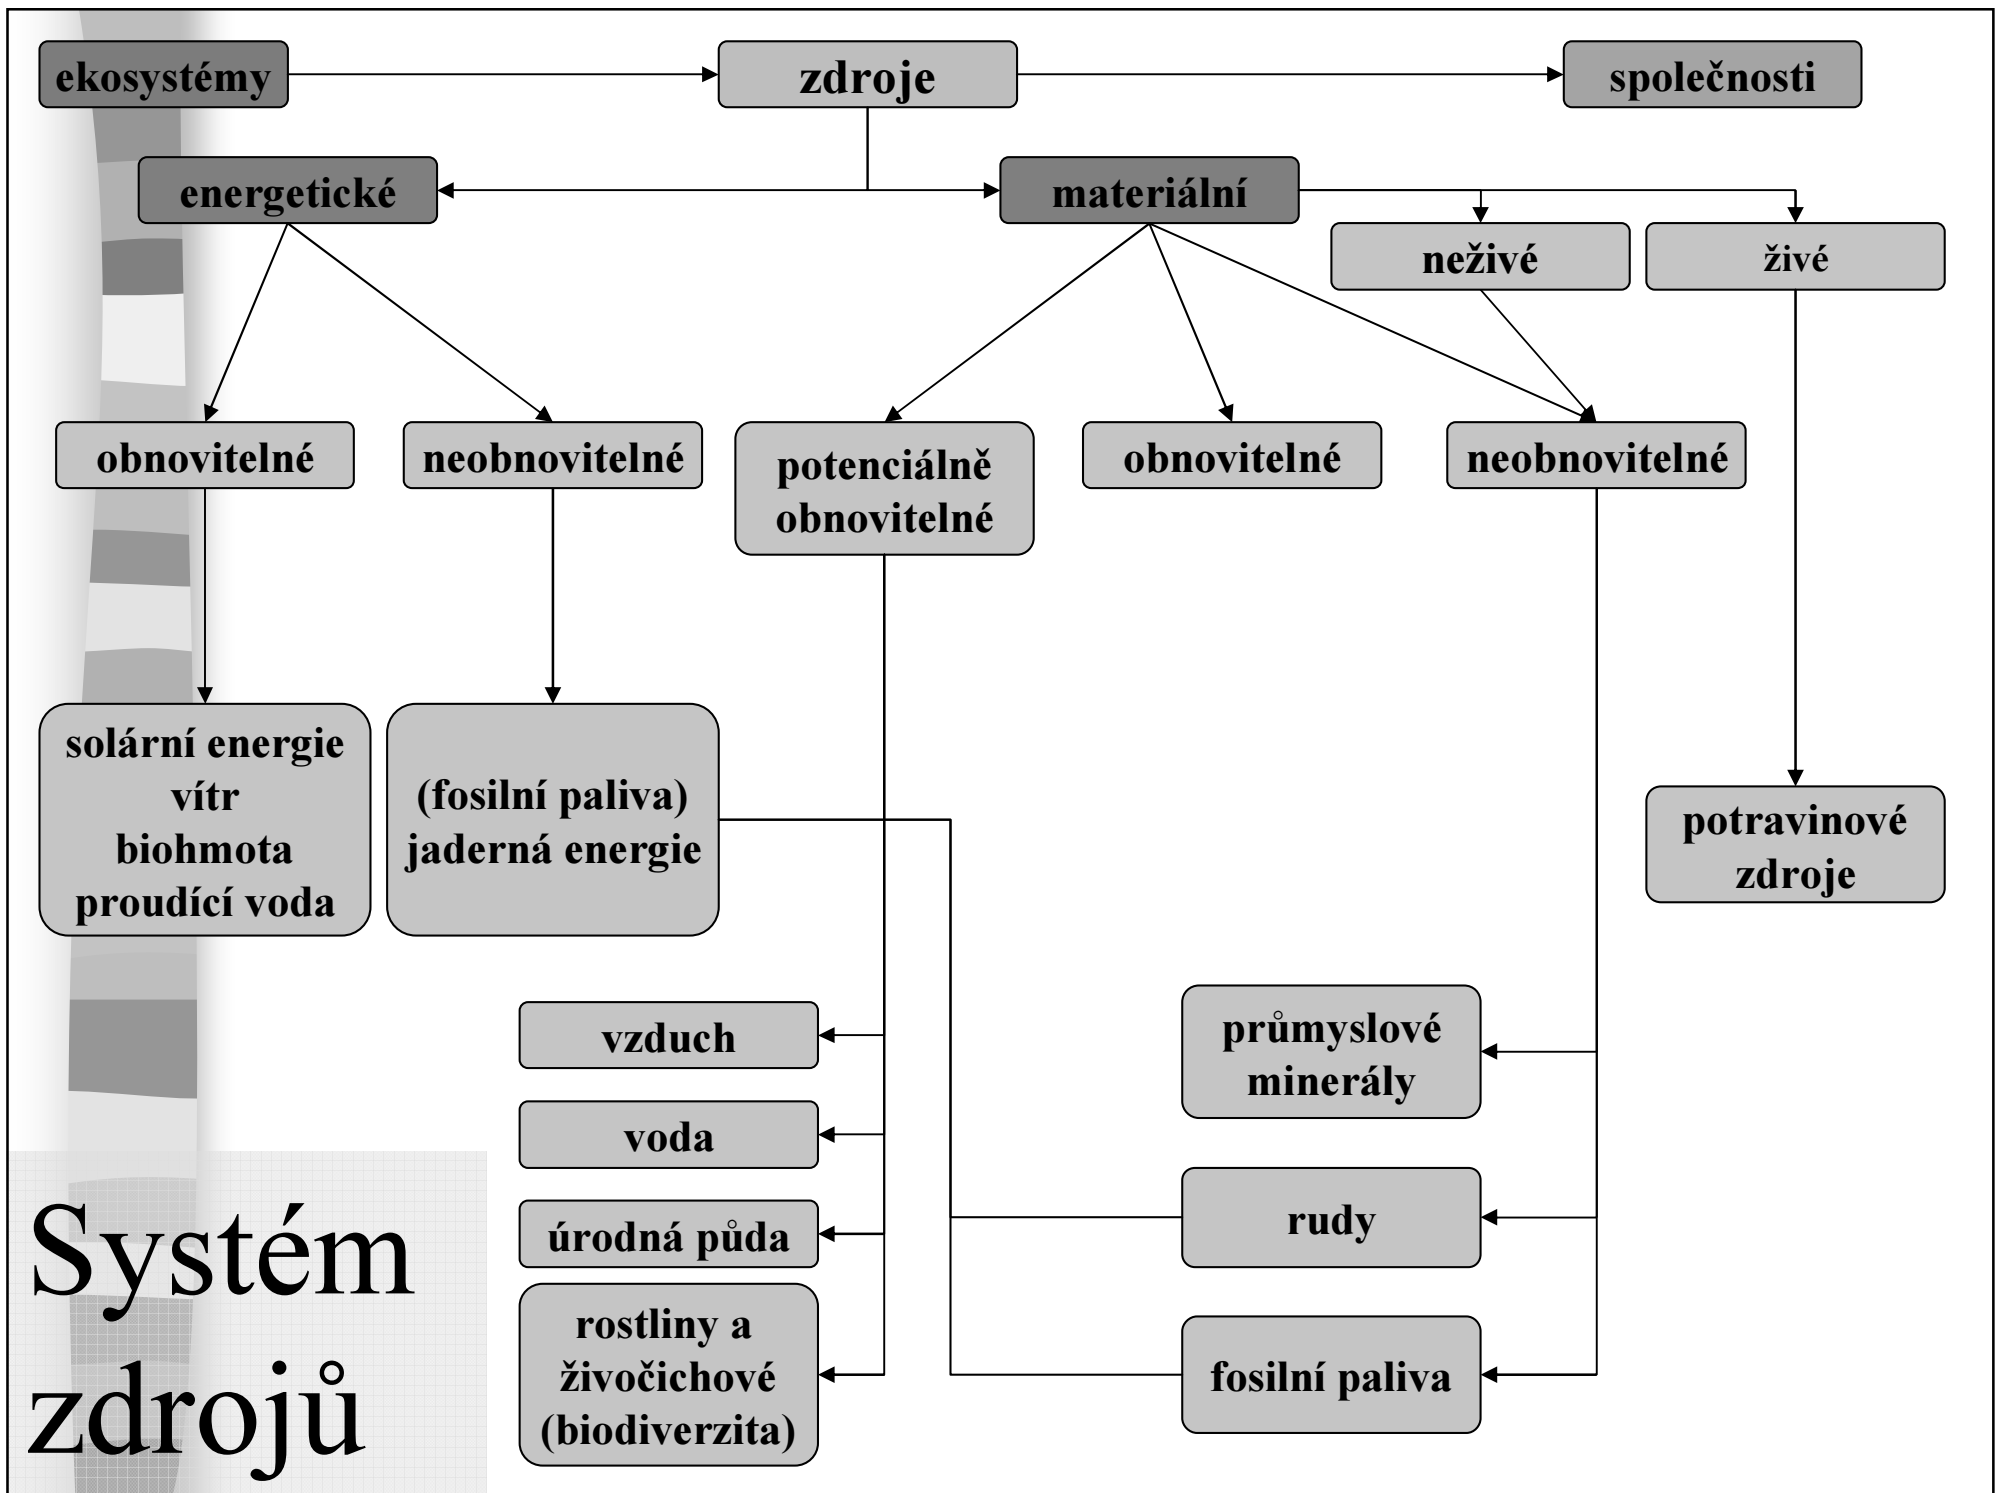 ekosystémy
zdroje
společnosti
energetické
materiální
neživé
živé
obnovitelné
neobnovitelné
potenciálně
obnovitelné
obnovitelné
neobnovitelné
solární energie
vítr
biohmota
proudící voda
(fosilní paliva)
jaderná energie
potravinové
zdroje
vzduch
voda
úrodná půda
rostliny a
živočichové
(biodiverzita)
průmyslové
minerály
rudy
fosilní paliva
Systém
zdrojů